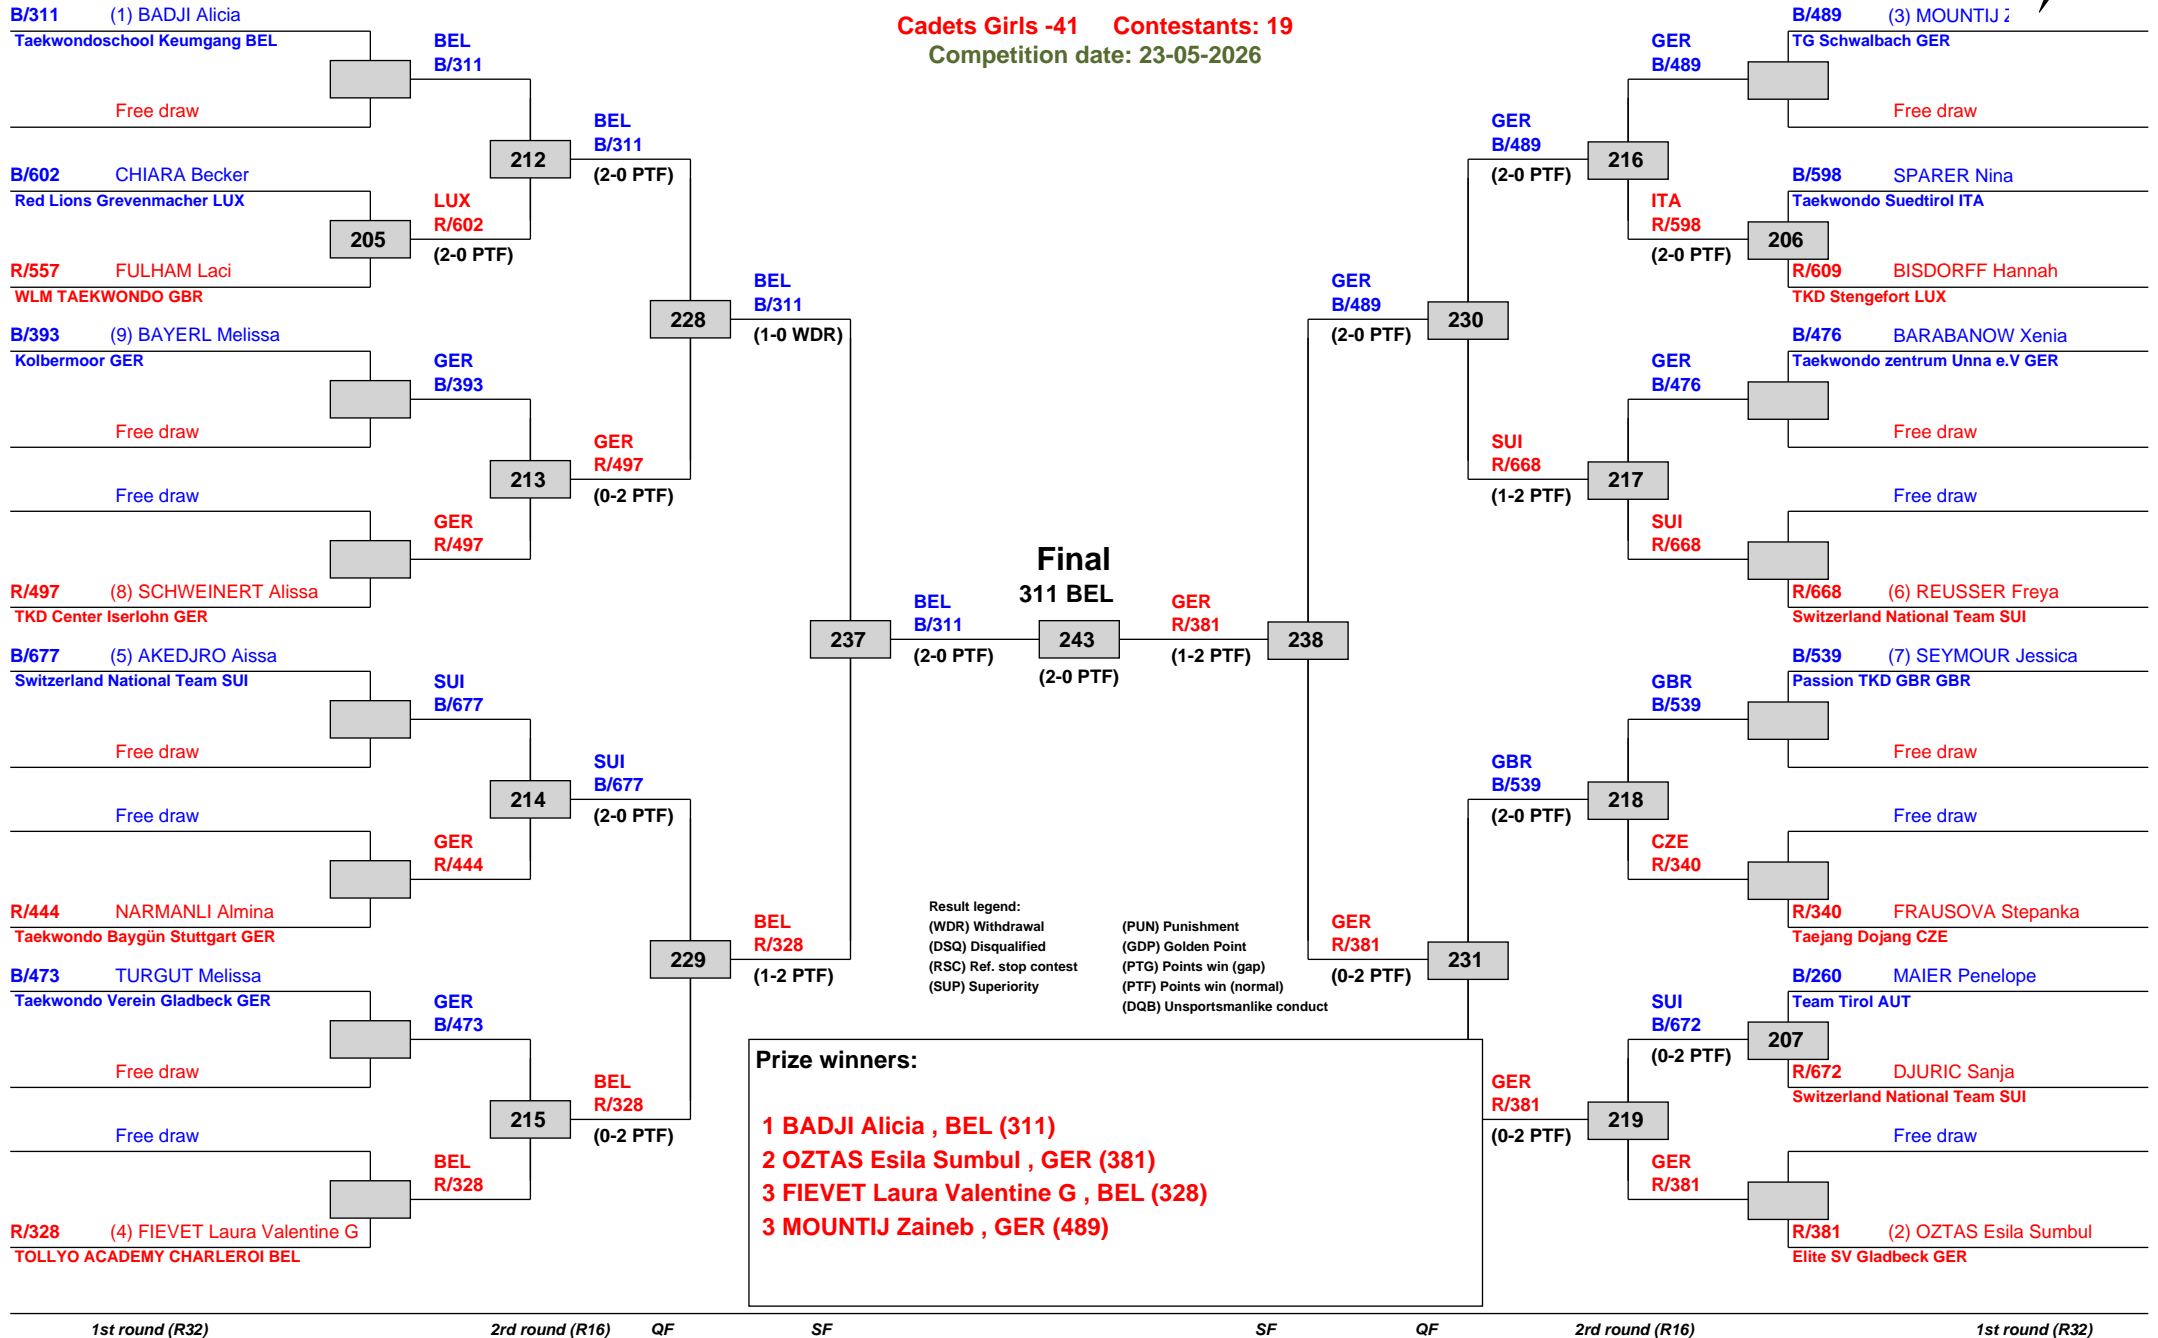 Cadets Girls -41 Contestants: 19
Competition date: 23-05-2026
B/311 (1) BADJI Alicia
Taekwondoschool Keumgang BEL
Free draw
B/602 CHIARA Becker
Red Lions Grevenmacher LUX
205
R/557 FULHAM Laci
WLM TAEKWONDO GBR
B/393 (9) BAYERL Melissa
Kolbermoor GER
Free draw
Free draw
R/497 (8) SCHWEINERT Alissa
TKD Center Iserlohn GER
B/677 (5) AKEDJRO Aissa
Switzerland National Team SUI
Free draw
Free draw
R/444 NARMANLI Almina
Taekwondo Baygün Stuttgart GER
B/473 TURGUT Melissa
Taekwondo Verein Gladbeck GER
Free draw
Free draw
R/328 (4) FIEVET Laura Valentine G
TOLLYO ACADEMY CHARLEROI BEL
BEL
B/311
212
LUX
R/602
(2-0 PTF)
GER
B/393
213
GER
R/497
SUI
B/677
214
GER
R/444
GER
B/473
215
BEL
R/328
BEL
B/311
(2-0 PTF)
228
GER
R/497
(0-2 PTF)
SUI
B/677
(2-0 PTF)
229
BEL
R/328
(0-2 PTF)
BEL
B/311
(1-0 WDR)
237
BEL
R/328
(1-2 PTF)
BEL
B/311
(2-0 PTF)
Final
311 BEL
243
(2-0 PTF)
GER
R/381
(1-2 PTF)
238
GER
B/489
(2-0 PTF)
230
GER
R/381
(0-2 PTF)
231
GER
B/489
(2-0 PTF)
216
SUI
R/668
(1-2 PTF)
217
GBR
B/539
(2-0 PTF)
218
GER
R/381
(0-2 PTF)
219
GER
B/489
ITA
R/598
(2-0 PTF)
206
GER
B/476
SUI
R/668
GBR
B/539
CZE
R/340
SUI
B/672
(0-2 PTF)
207
GER
R/381
B/489 (3) MOUNTIJ
TG Schwalbach GER
Free draw
B/598 SPARER Nina
Taekwondo Suedtirol ITA
R/609 BISDORFF Hannah
TKD Stengefort LUX
B/476 BARABANOW Xenia
Taekwondo zentrum Unna e.V GER
Free draw
Free draw
R/668 (6) REUSSER Freya
Switzerland National Team SUI
B/539 (7) SEYMOUR Jessica
Passion TKD GBR GBR
Free draw
Free draw
R/340 FRAUSOVA Stepanka
Taejang Dojang CZE
B/260 MAIER Penelope
Team Tirol AUT
R/672 DJURIC Sanja
Switzerland National Team SUI
Free draw
R/381 (2) OZTAS Esila Sumbul
Elite SV Gladbeck GER
Result legend:
(WDR) Withdrawal (PUN) Punishment
(DSQ) Disqualified (GDP) Golden Point
(RSC) Ref. stop contest (PTG) Points win (gap)
(SUP) Superiority (PTF) Points win (normal)
(DQB) Unsportsmanlike conduct
Prize winners:
1 BADJI Alicia , BEL (311)
2 OZTAS Esila Sumbul , GER (381)
3 FIEVET Laura Valentine G , BEL (328)
3 MOUNTIJ Zaineb , GER (489)
1st round (R32) 2rd round (R16) QF SF SF QF 2rd round (R16) 1st round (R32)